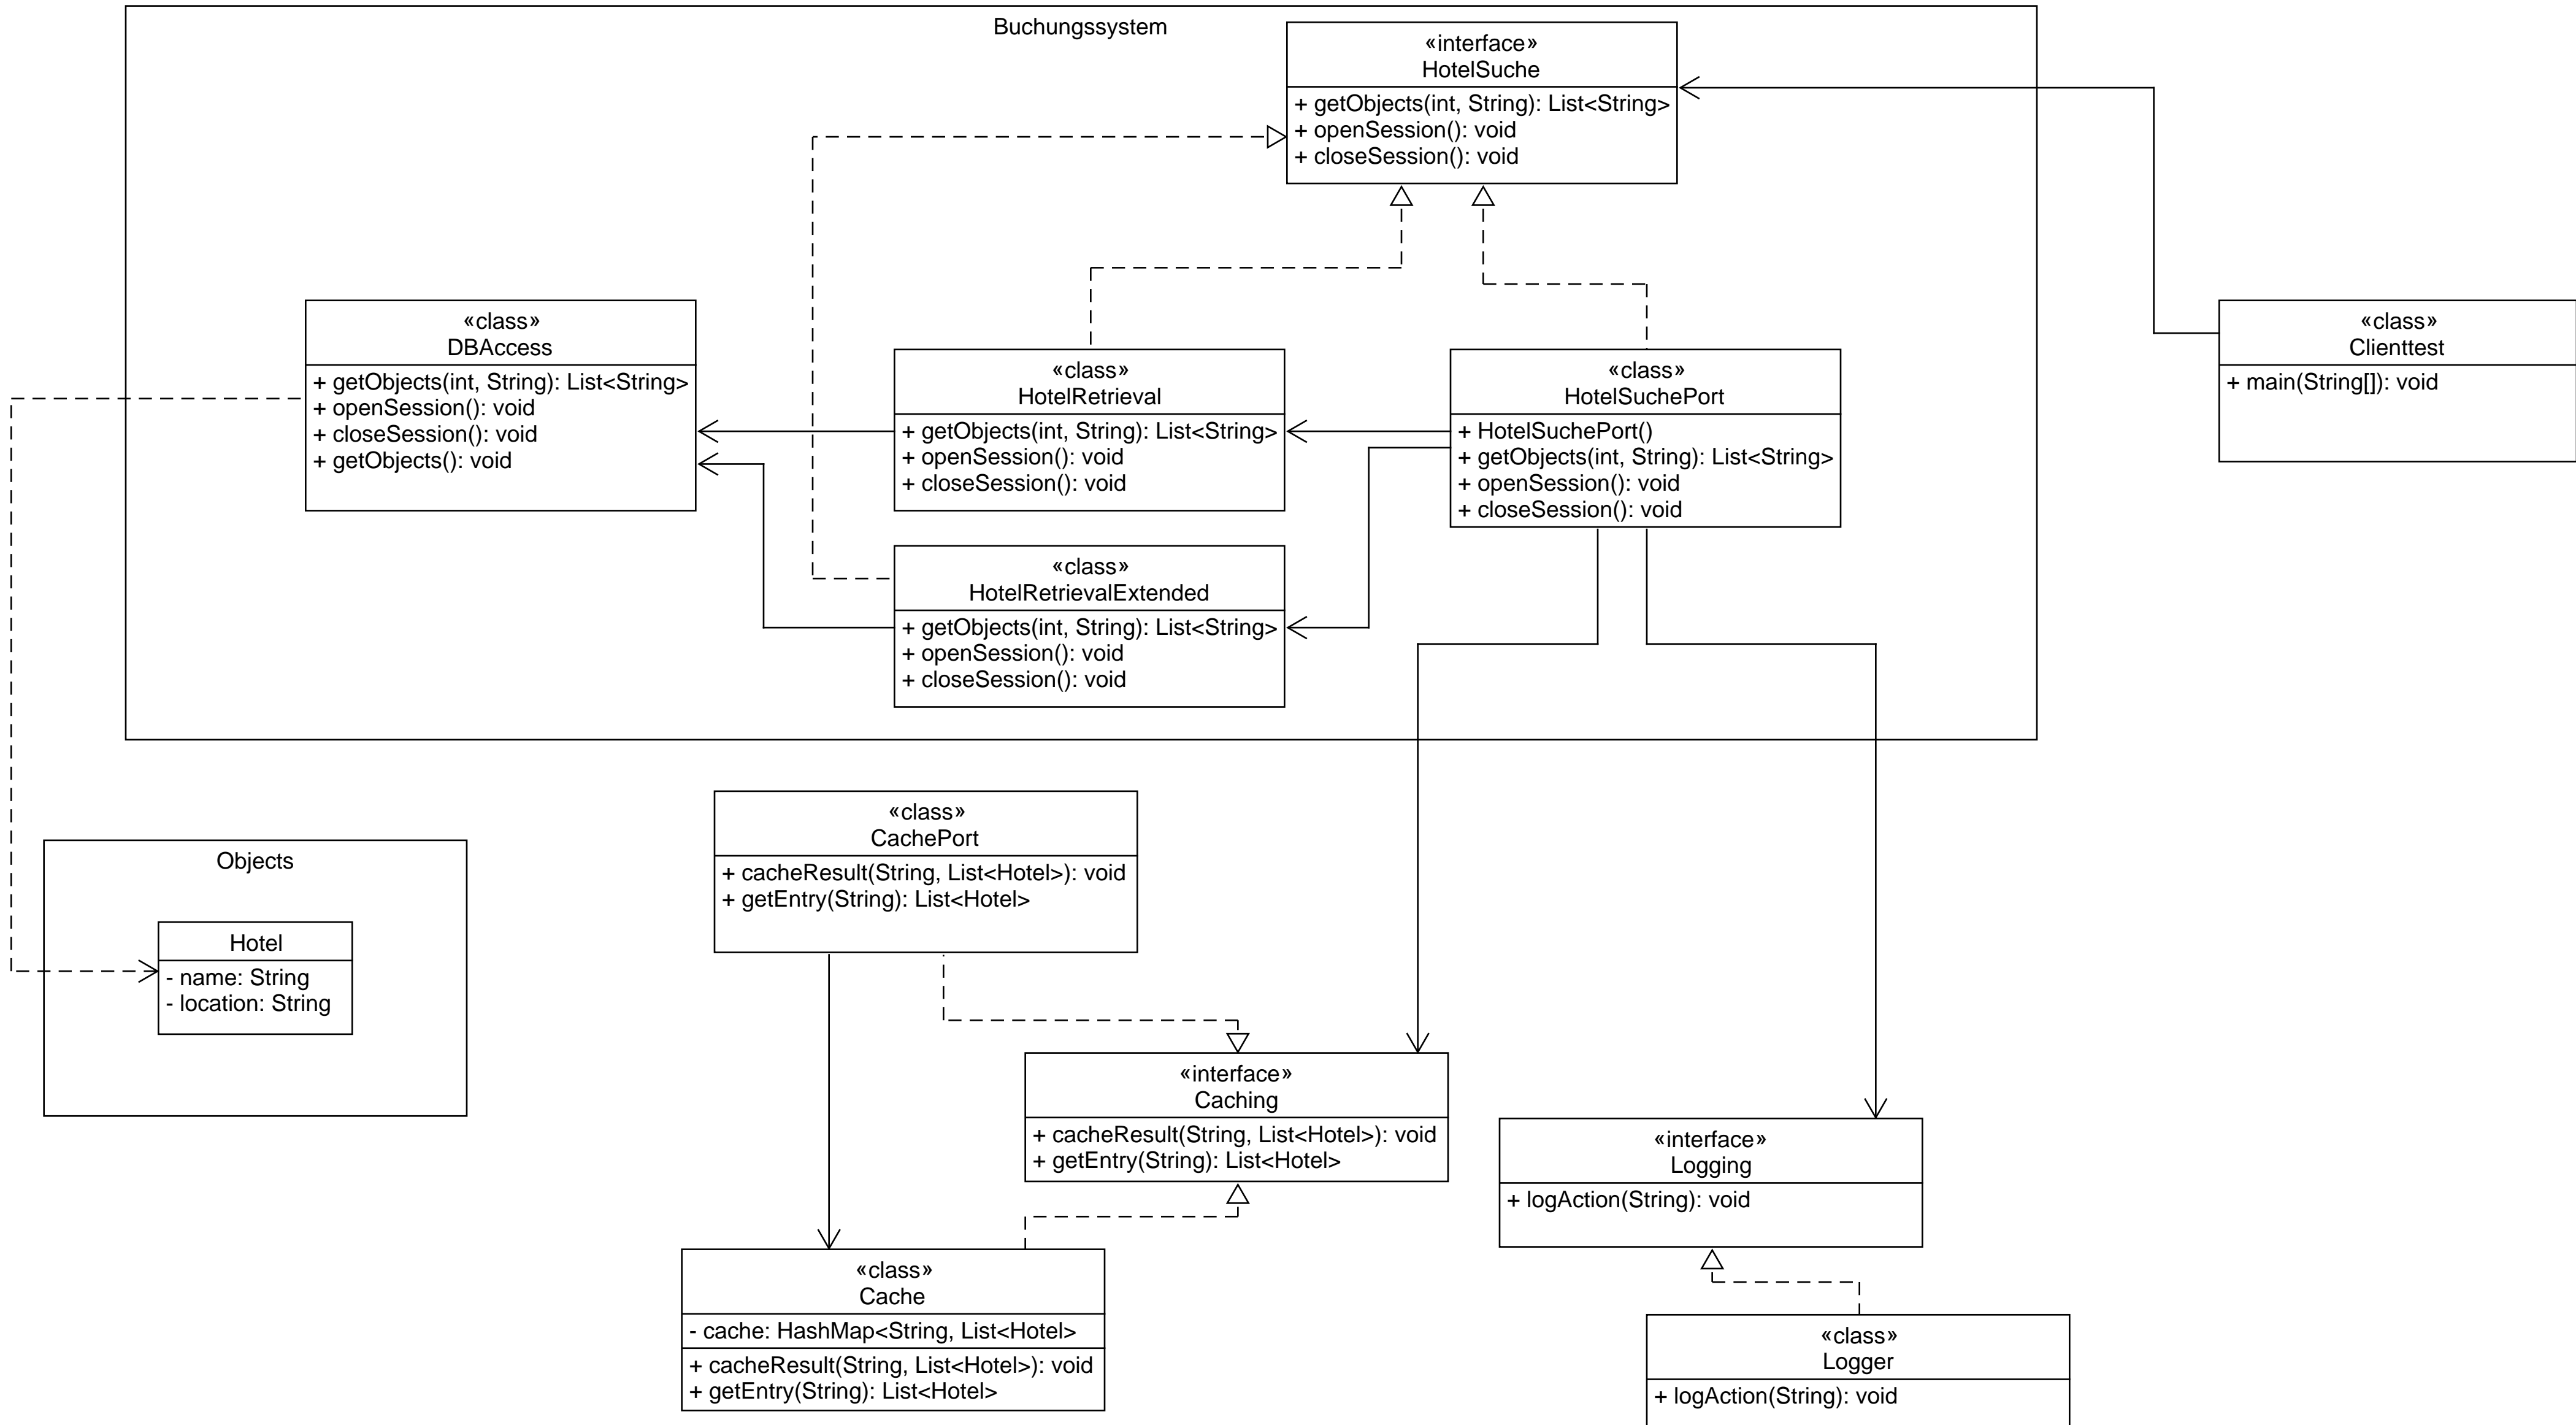 Buchungssystem
«interface»
HotelSuche
+ getObjects(int, String): List<String>
+ openSession(): void
+ closeSession(): void
«class»
DBAccess
+ getObjects(int, String): List<String>
+ openSession(): void
+ closeSession(): void
+ getObjects(): void
«class»
HotelRetrieval
+ getObjects(int, String): List<String>
+ openSession(): void
+ closeSession(): void
«class»
HotelSuchePort
+ HotelSuchePort()
+ getObjects(int, String): List<String>
+ openSession(): void
+ closeSession(): void
«class»
Clienttest
+ main(String[]): void
«class»
HotelRetrievalExtended
+ getObjects(int, String): List<String>
+ openSession(): void
+ closeSession(): void
«class»
CachePort
+ cacheResult(String, List<Hotel>): void
+ getEntry(String): List<Hotel>
Objects
Hotel
- name: String
- location: String
«interface»
Caching
+ cacheResult(String, List<Hotel>): void
+ getEntry(String): List<Hotel>
«interface»
Logging
+ logAction(String): void
«class»
Cache
- cache: HashMap<String, List<Hotel>
+ cacheResult(String, List<Hotel>): void
+ getEntry(String): List<Hotel>
«class»
Logger
+ logAction(String): void